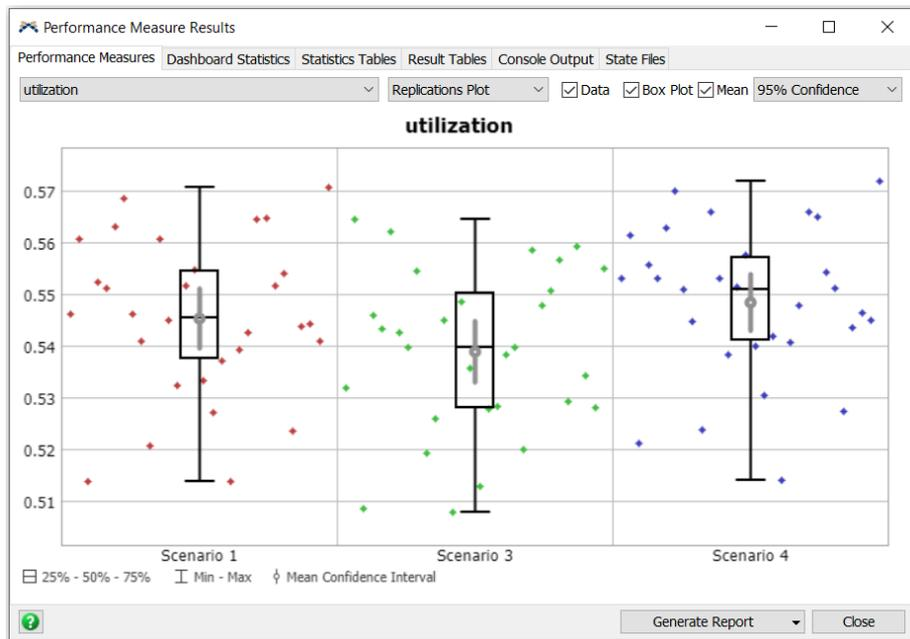 Performance Measure Results
Performance Measures Dashboard Statistics Statistics Tables Result Tables Console Output State Files
utilization Replications Plot Data Box Plot Mean 95% Confidence
utilization
0.57
0.56
0.55
0.54
0.53
0.52
0.51
Scenario 1 Scenario 3 Scenario 4
25% - 50% - 75% Min - Max Mean Confidence Interval
? Generate Report Close